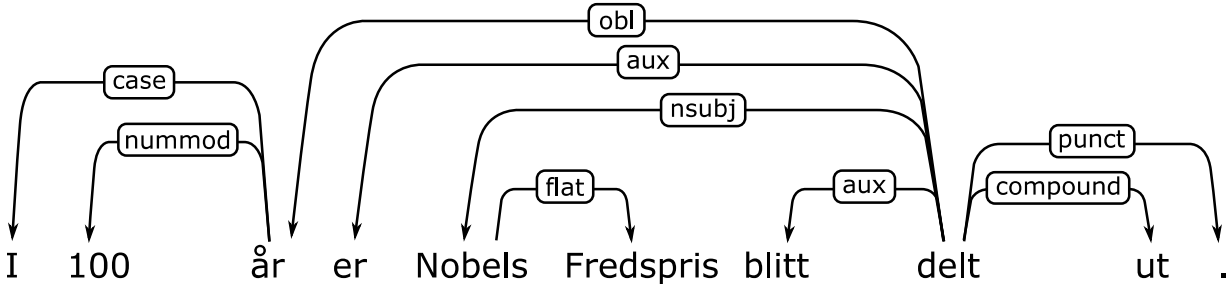 obl
aux
case
nsubj
nummod
punct
flat
aux
compound
I 100 år er Nobels Fredspris blitt delt ut .